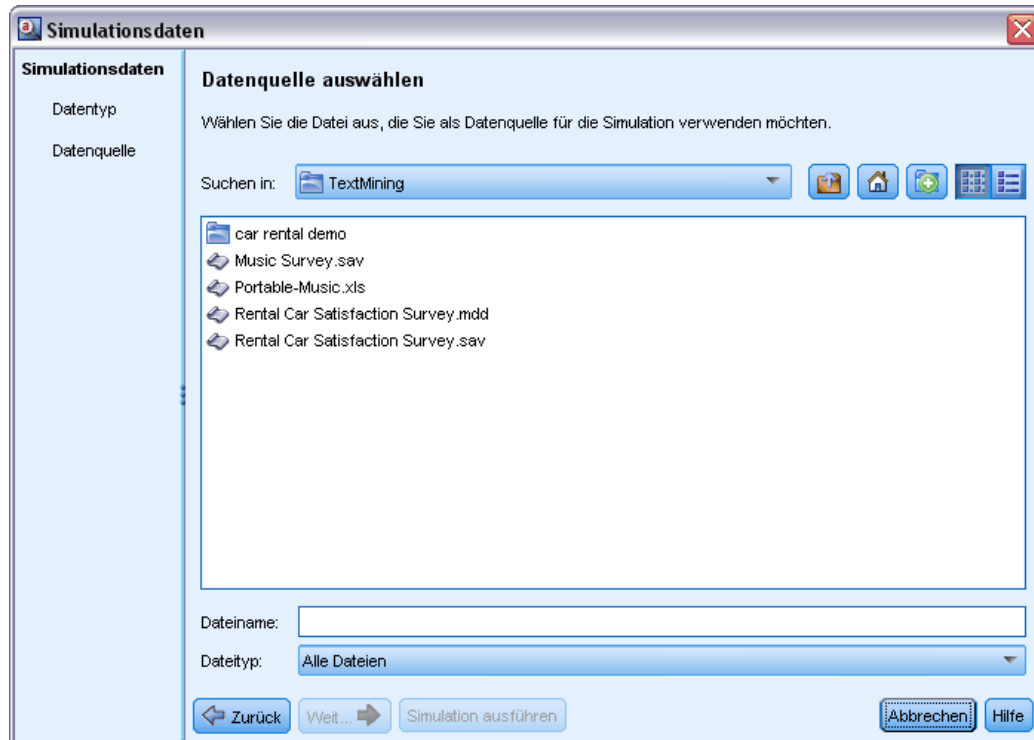 Simulationsdaten
Simulationsdaten
Datentyp
Datenquelle
Datenquelle auswählen
Wählen Sie die Datei aus, die Sie als Datenquelle für die Simulation verwenden möchten.
Suchen in: TextMining
car rental demo
Music Survey.sav
Portable-Music.xls
Rental Car Satisfaction Survey.mdd
Rental Car Satisfaction Survey.sav
Dateiname:
Dateityp: Alle Dateien
Zurück Weit... Simulation ausführen Abbrechen Hilfe